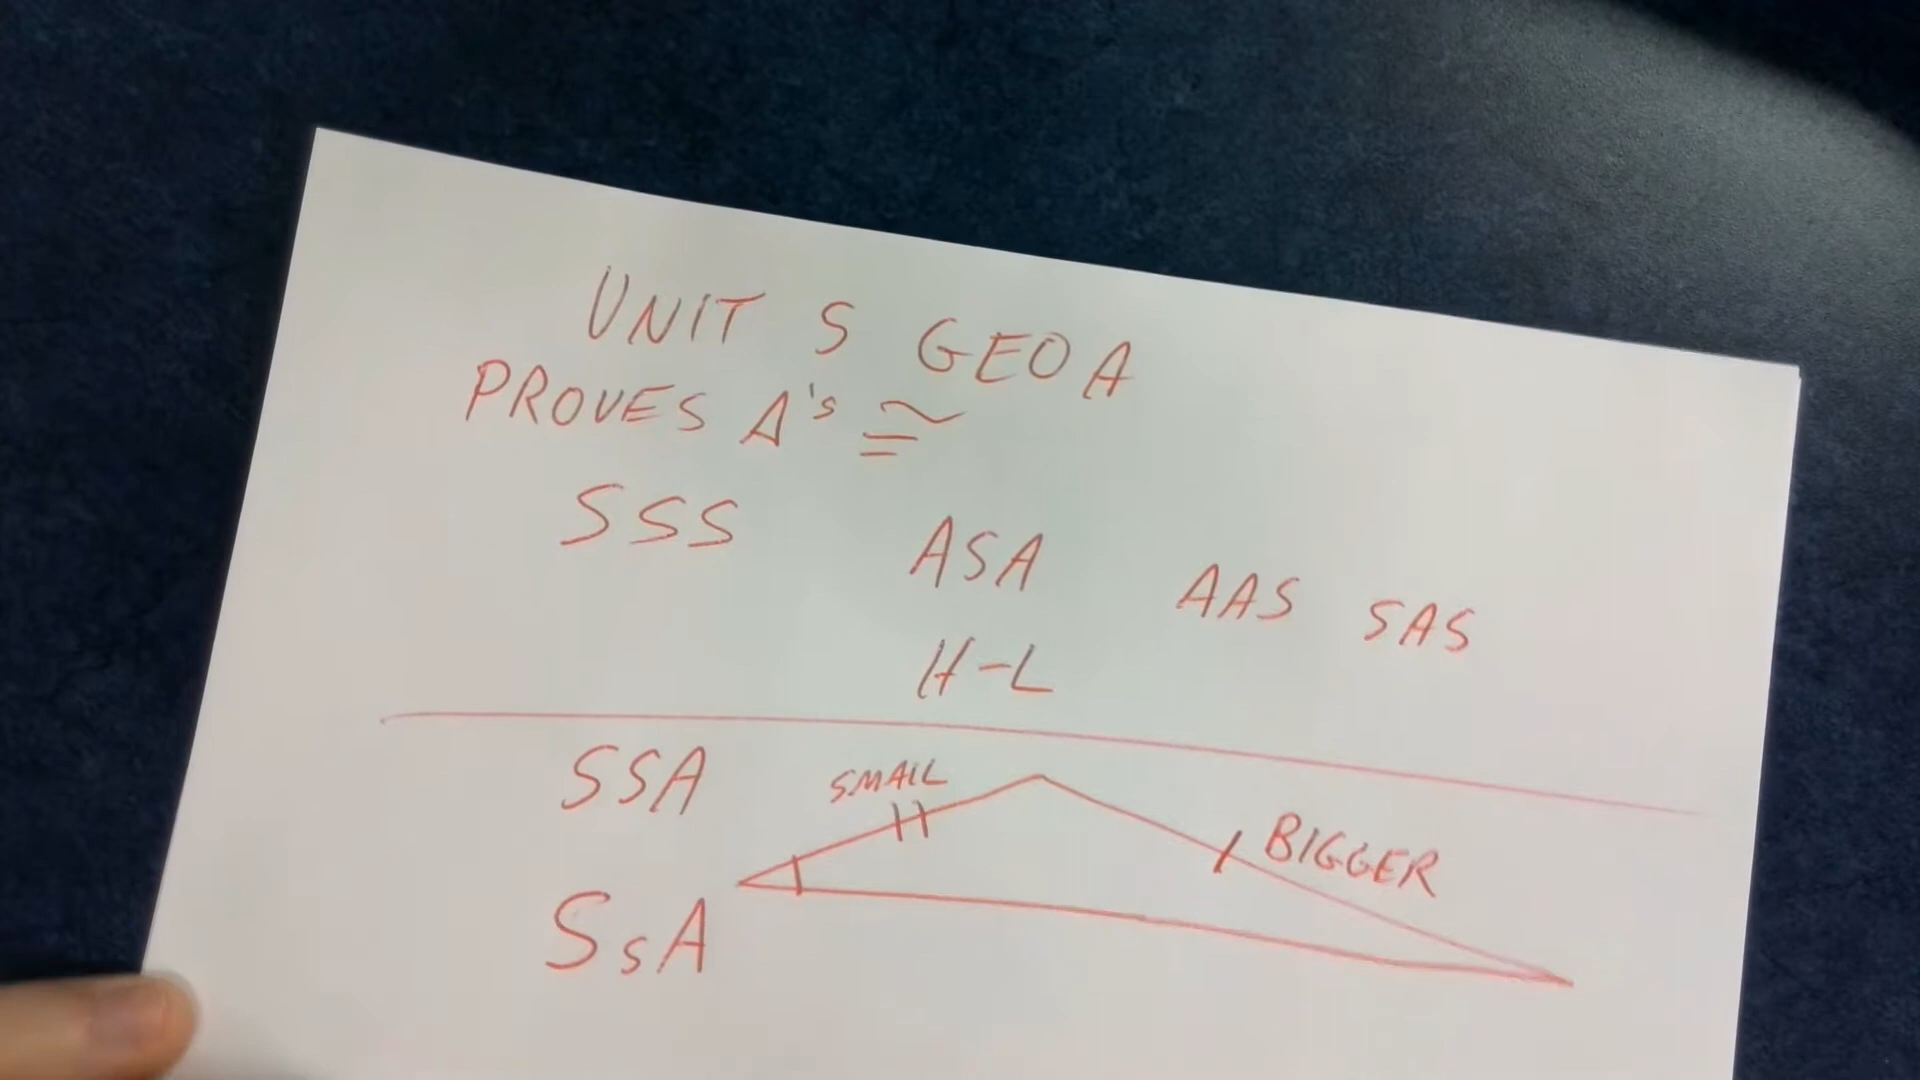 UNIT 5 GEO A
PROVES Δ's ≅
SSS ASA AAS SAS
H-L
SSA SMALL
BIGGER
SsA